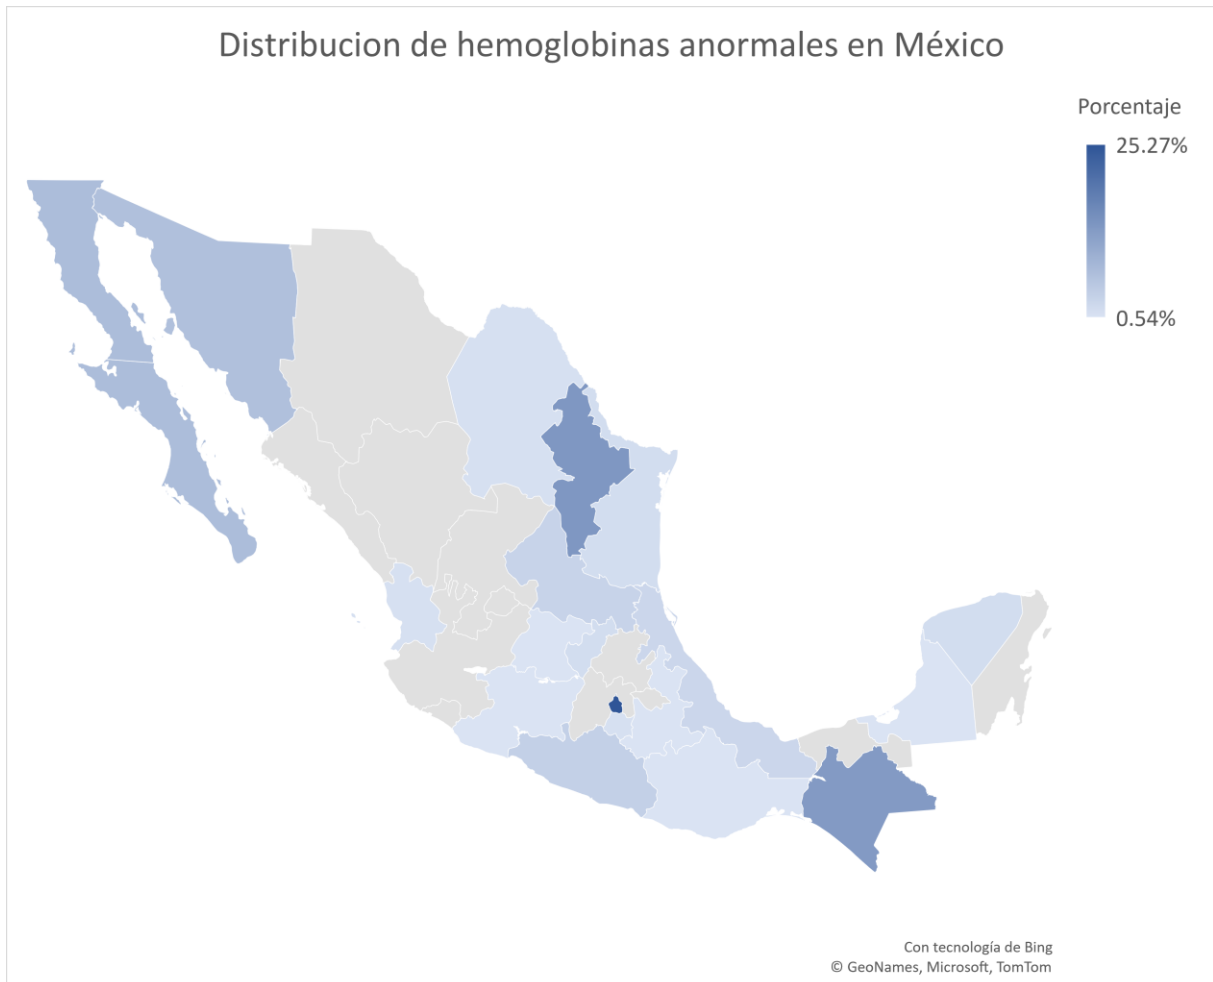 Distribucion de hemoglobinas anormales en México
Porcentaje
25.27%
0.54%
Con tecnología de Bing
© GeoNames, Microsoft, TomTom